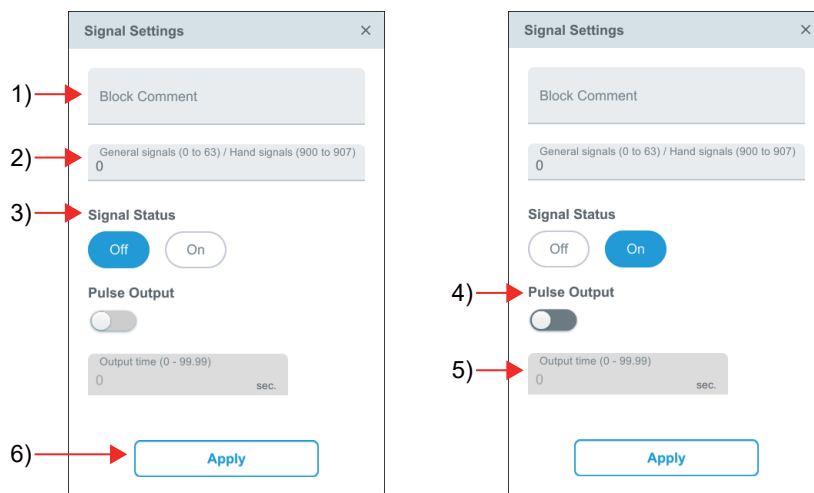 Signal Settings ×
1) Block Comment
2) General signals (0 to 63) / Hand signals (900 to 907)
0
3) Signal Status
Off On
Pulse Output
Output time (0 - 99.99)
0 sec.
6) Apply
Signal Settings ×
Block Comment
General signals (0 to 63) / Hand signals (900 to 907)
0
Signal Status
Off On
4) Pulse Output
5) Output time (0 - 99.99)
0 sec.
Apply